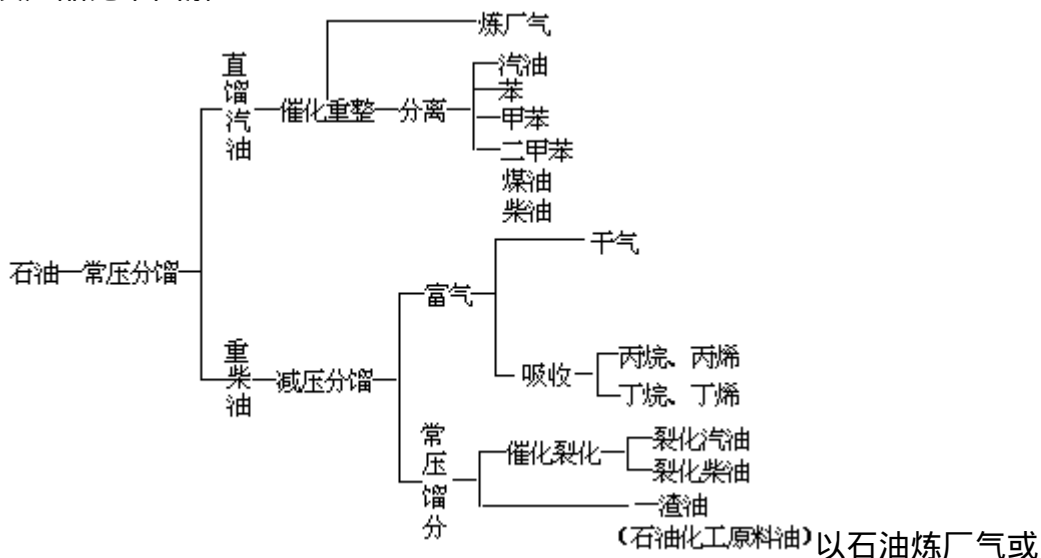 炼厂气
直馏汽油
催化重整
分离
汽油
苯
甲苯
二甲苯
煤油
柴油
石油
常压分馏
干气
富气
吸收
丙烷、丙烯
丁烷、丁烯
重柴油
减压分馏
常压馏分
催化裂化
裂化汽油
裂化柴油
渣油
(石油化工原料油)
以石油炼厂气或